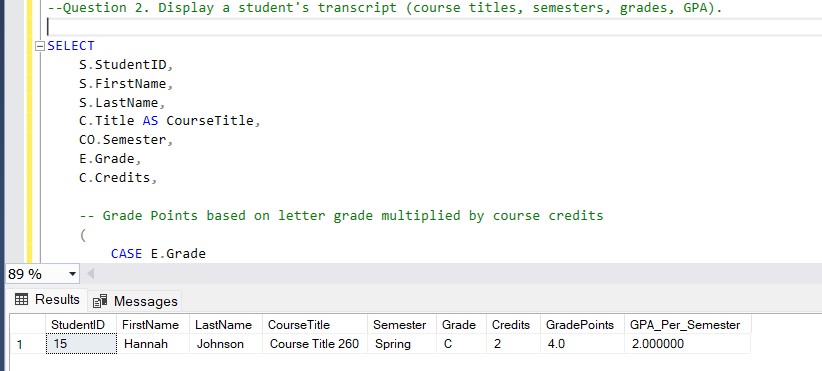 --Question 2. Display a student's transcript (course titles, semesters, grades, GPA).
SELECT
S.StudentID,
S.FirstName,
S.LastName,
C.Title AS CourseTitle,
CO.Semester,
E.Grade,
C.Credits,
-- Grade Points based on letter grade multiplied by course credits
(
CASE E.Grade
89 %
Results Messages
StudentID FirstName LastName CourseTitle Semester Grade Credits GradePoints GPA_Per_Semester
1 15 Hannah Johnson Course Title 260 Spring C 2 4.0 2.000000